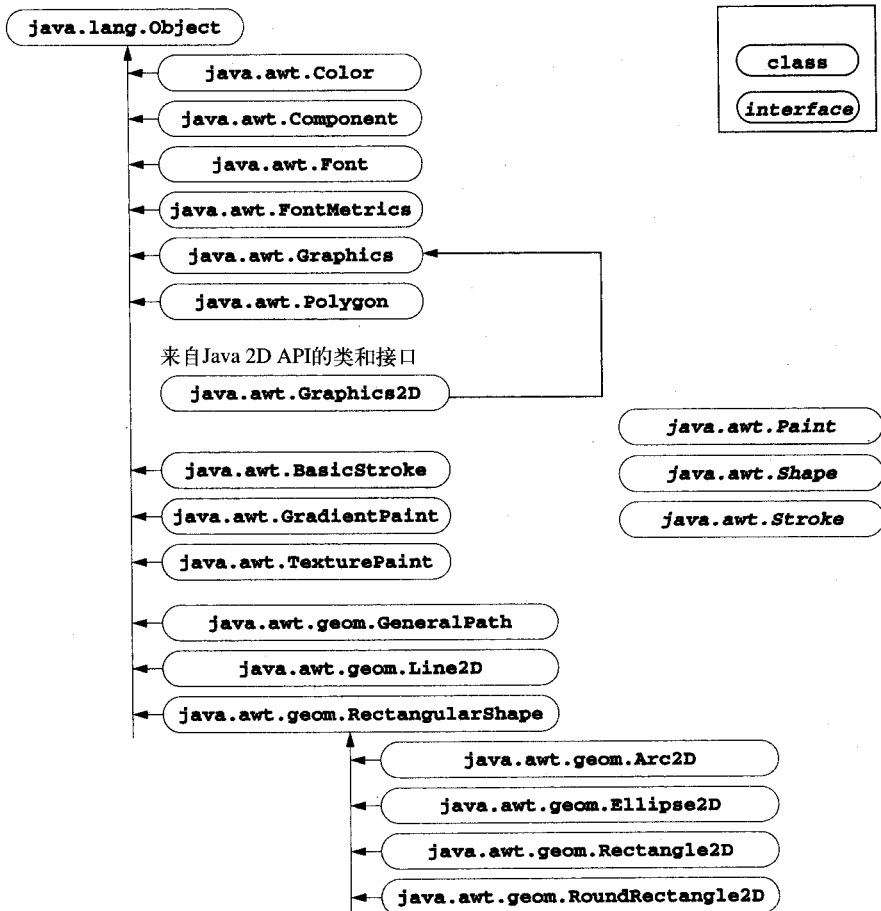 java.lang.Object
class
interface
java.awt.Color
java.awt.Component
java.awt.Font
java.awt.FontMetrics
java.awt.Graphics
java.awt.Polygon
来自Java 2D API的类和接口
java.awt.Graphics2D
java.awt.Paint
java.awt.Shape
java.awt.Stroke
java.awt.BasicStroke
java.awt.GradientPaint
java.awt.TexturePaint
java.awt.geom.GeneralPath
java.awt.geom.Line2D
java.awt.geom.RectangularShape
java.awt.geom.Arc2D
java.awt.geom.Ellipse2D
java.awt.geom.Rectangle2D
java.awt.geom.RoundRectangle2D